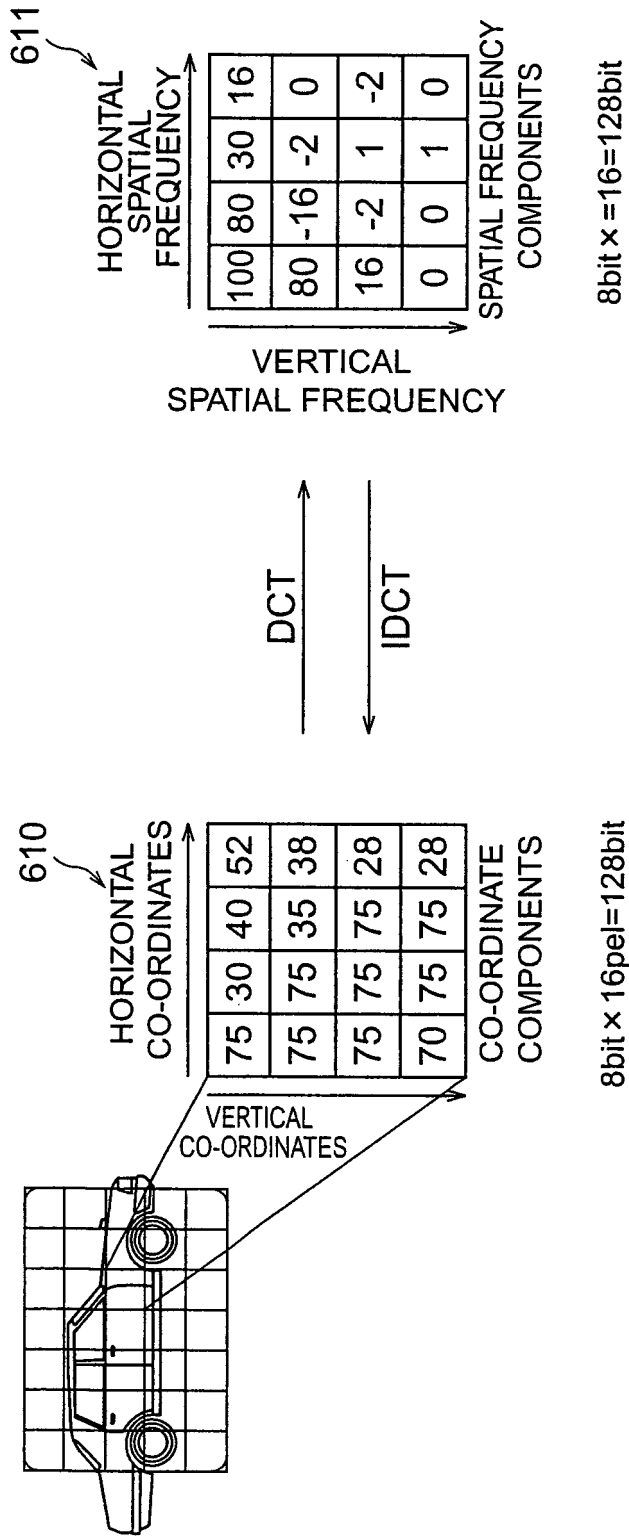 610
HORIZONTAL
CO-ORDINATES
VERTICAL
CO-ORDINATES
75 30 40 52
75 75 35 38
75 75 75 28
70 75 75 28
CO-ORDINATE
COMPONENTS
8bit×16pel=128bit
DCT
IDCT
611
HORIZONTAL
SPATIAL
FREQUENCY
VERTICAL
SPATIAL FREQUENCY
100 80 30 16
80 -16 -2 0
16 -2 1 -2
0 0 1 0
SPATIAL FREQUENCY
COMPONENTS
8bit×=16=128bit